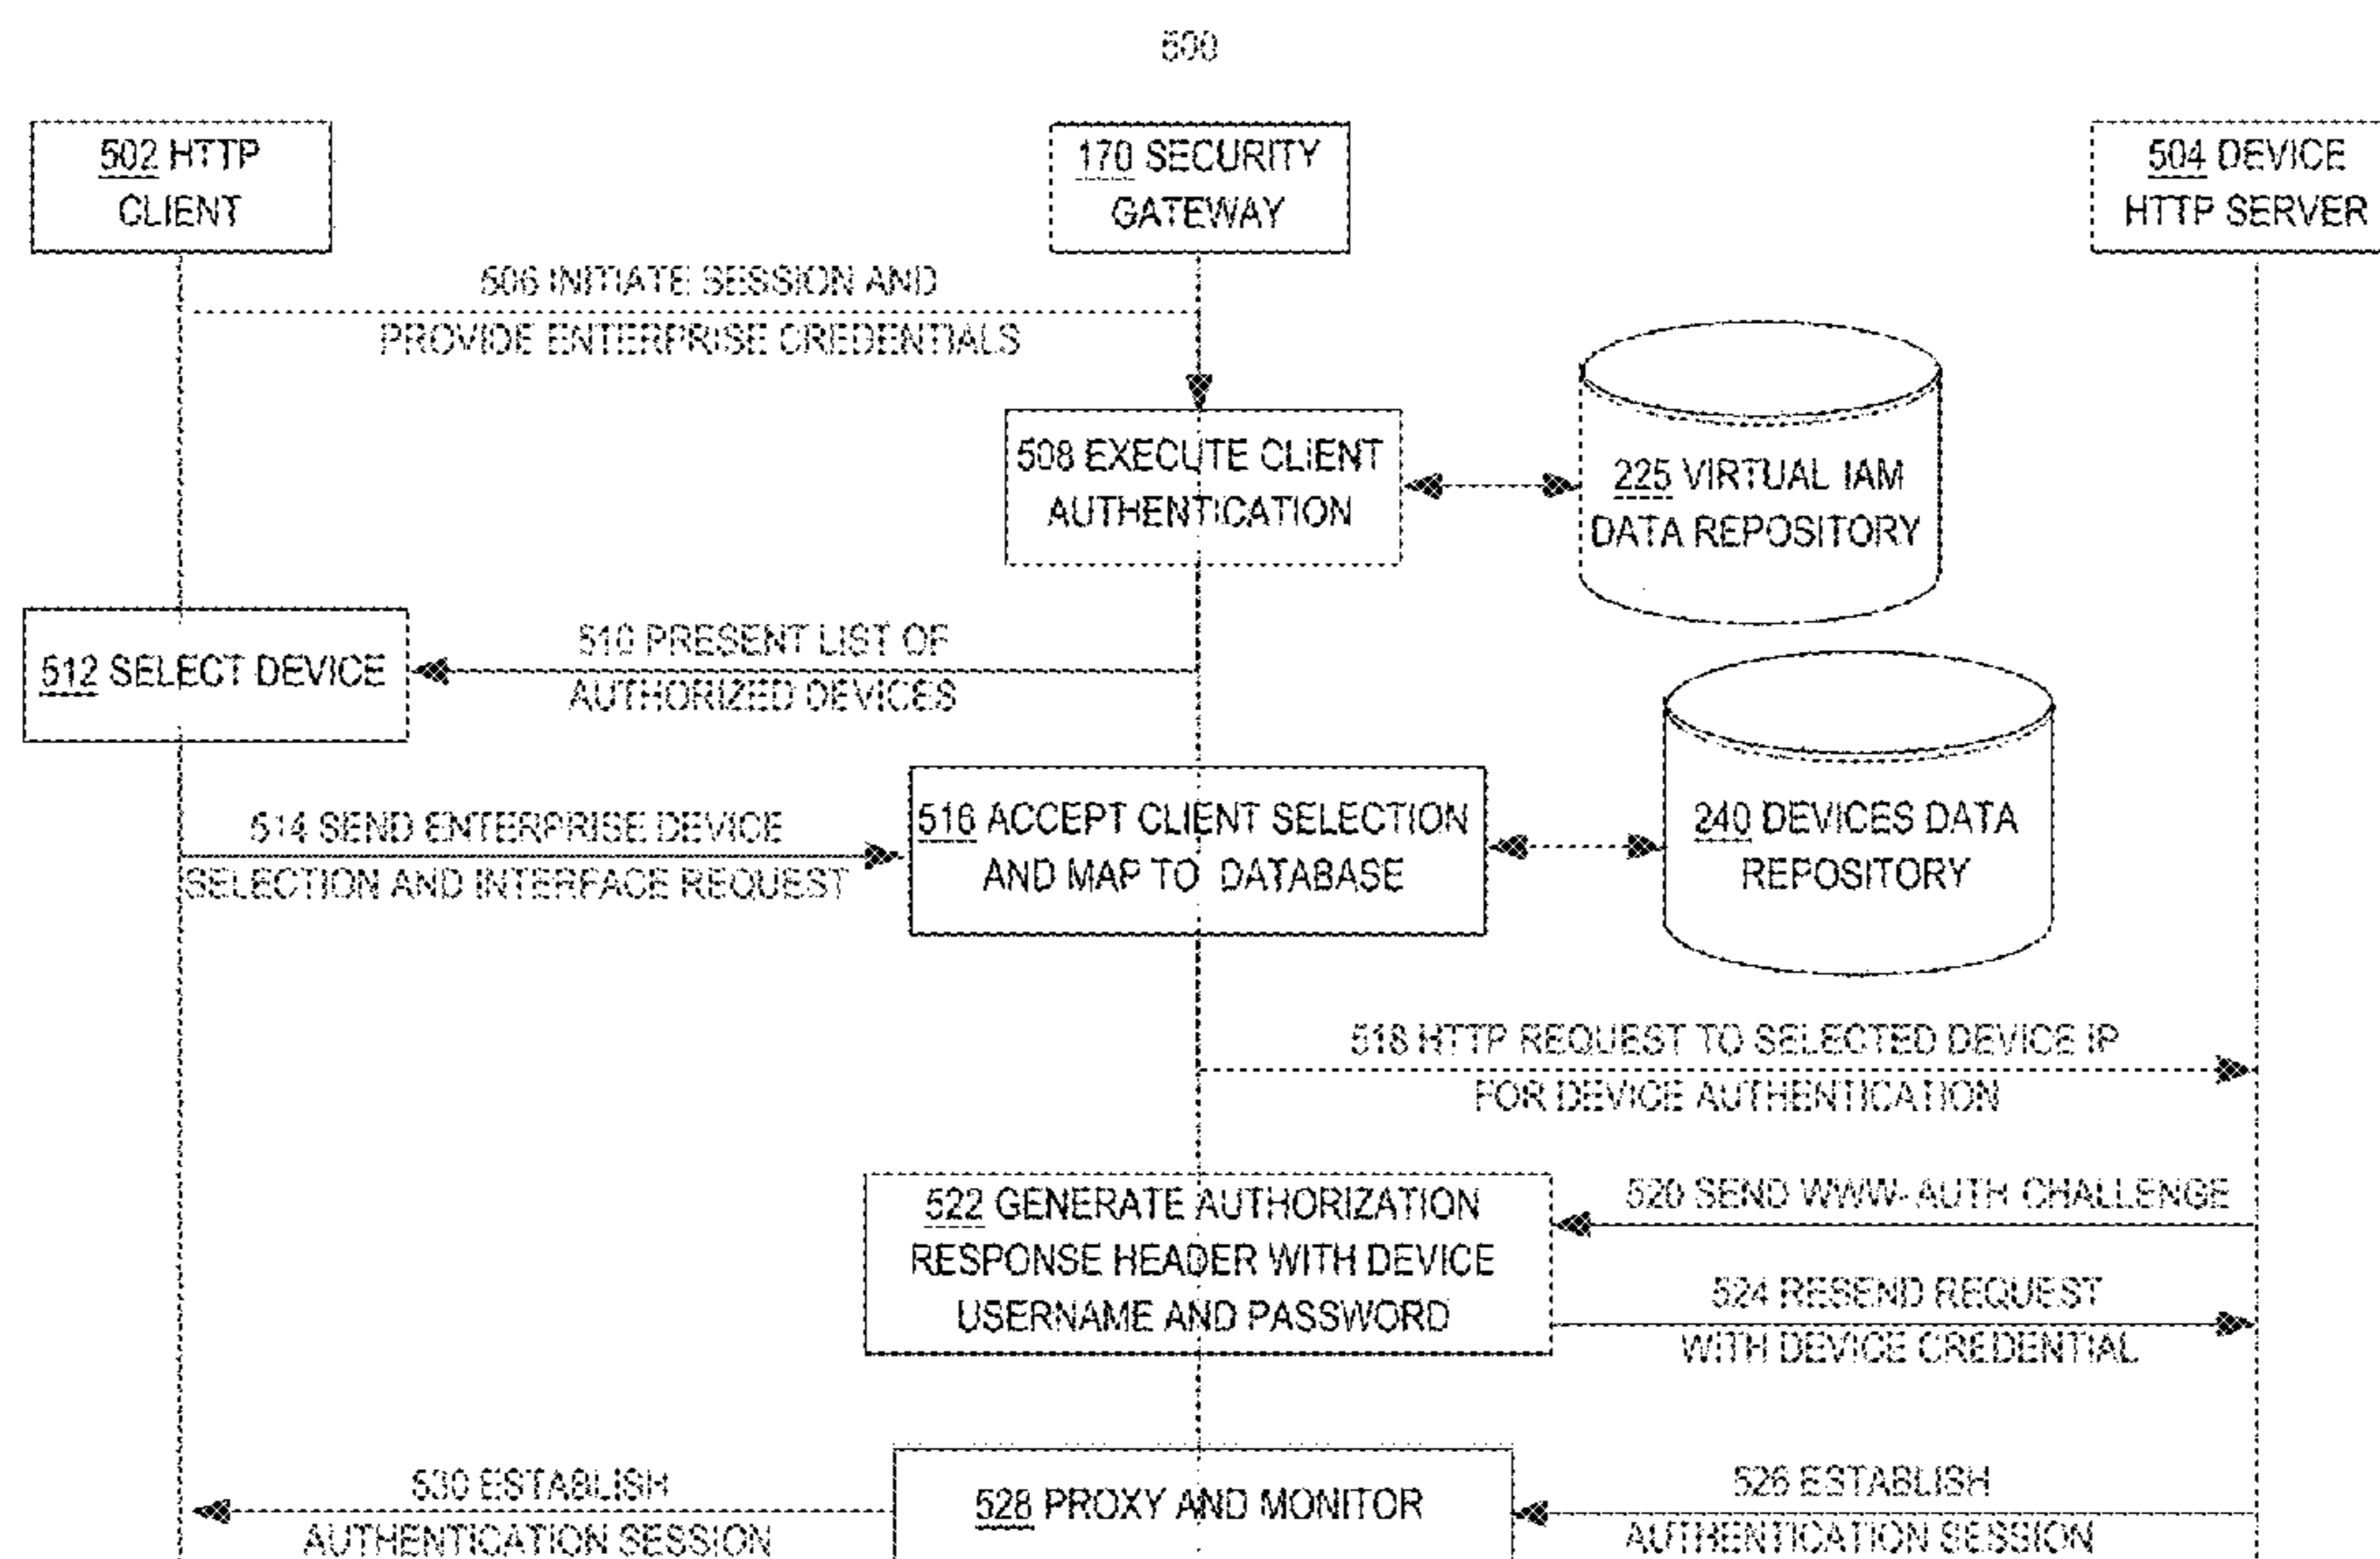 500
502 HTTP
CLIENT
170 SECURITY
GATEWAY
504 DEVICE
HTTP SERVER
506 INITIATE SESSION AND
PROVIDE ENTERPRISE CREDENTIALS
508 EXECUTE CLIENT
AUTHENTICATION
225 VIRTUAL IAM
DATA REPOSITORY
510 PRESENT LIST OF
AUTHORIZED DEVICES
512 SELECT DEVICE
514 SEND ENTERPRISE DEVICE
SELECTION AND INTERFACE REQUEST
516 ACCEPT CLIENT SELECTION
AND MAP TO DATABASE
240 DEVICES DATA
REPOSITORY
518 HTTP REQUEST TO SELECTED DEVICE IP
FOR DEVICE AUTHENTICATION
520 SEND WWW- AUTH CHALLENGE
522 GENERATE AUTHORIZATION
RESPONSE HEADER WITH DEVICE
USERNAME AND PASSWORD
524 RESEND REQUEST
WITH DEVICE CREDENTIAL
526 ESTABLISH
AUTHENTICATION SESSION
528 PROXY AND MONITOR
530 ESTABLISH
AUTHENTICATION SESSION